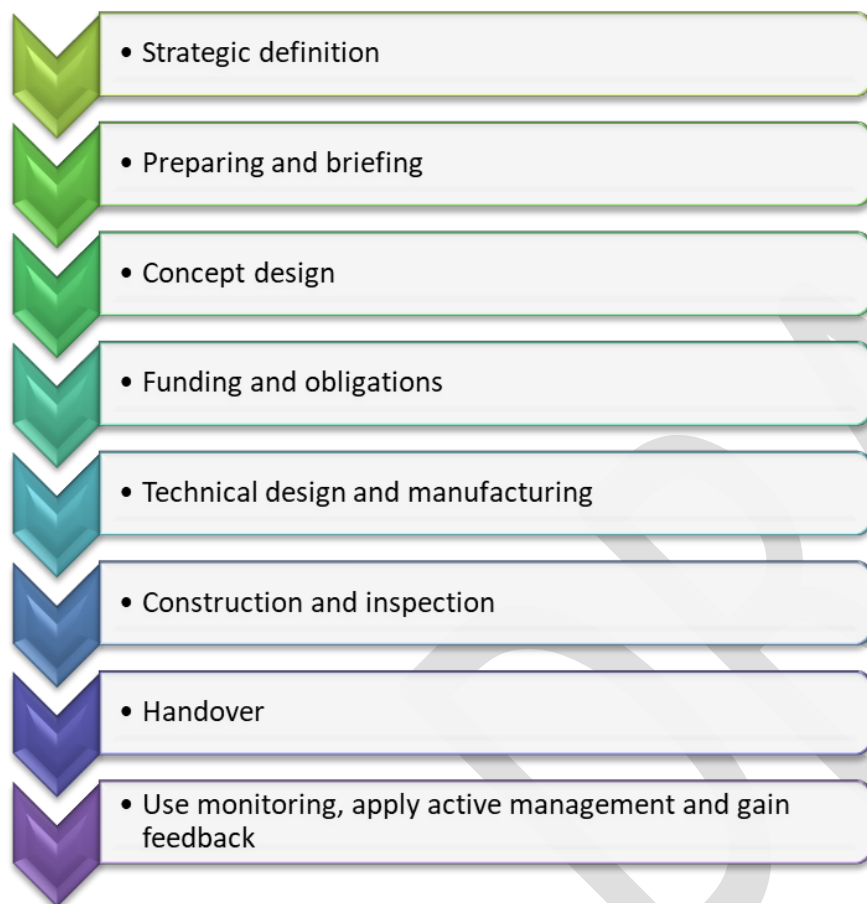 • Strategic definition
• Preparing and briefing
• Concept design
• Funding and obligations
• Technical design and manufacturing
• Construction and inspection
• Handover
• Use monitoring, apply active management and gain
feedback